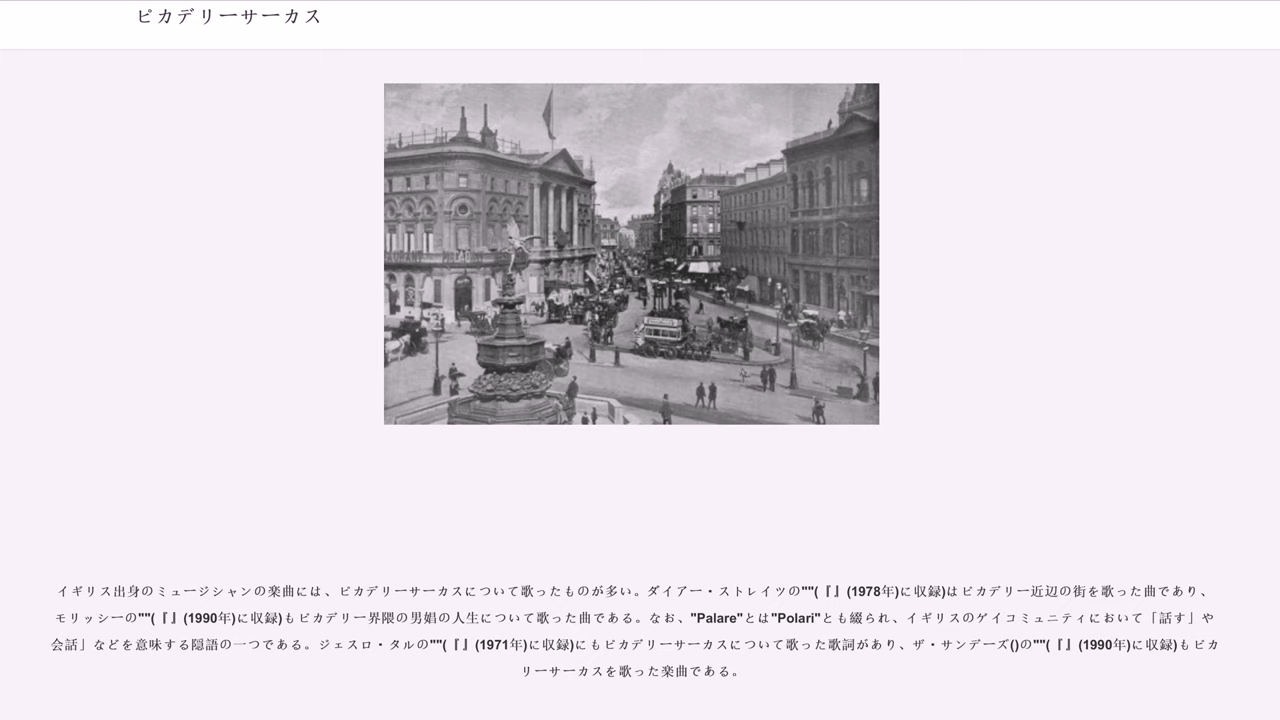 ピカデリーサーカス
イギリス出身のミュージシャンの楽曲には、ピカデリーサーカスについて歌ったものが多い。ダイアー・ストレイツの""(『』(1978年)に収録)はピカデリー近辺の街を歌った曲であり、
モリッシーの""(『』(1990年)に収録)もピカデリー界隈の男娼の人生について歌った曲である。なお、"Palare"とは"Polari"とも綴られ、イギリスのゲイコミュニティにおいて「話す」や
会話」などを意味する隠語の一つである。ジェスロ・タルの""(『』(1971年)に収録)にもピカデリーサーカスについて歌った歌詞があり、ザ・サンデーズ()の""(『』(1990年)に収録)もピカ
リーサーカスを歌った楽曲である。